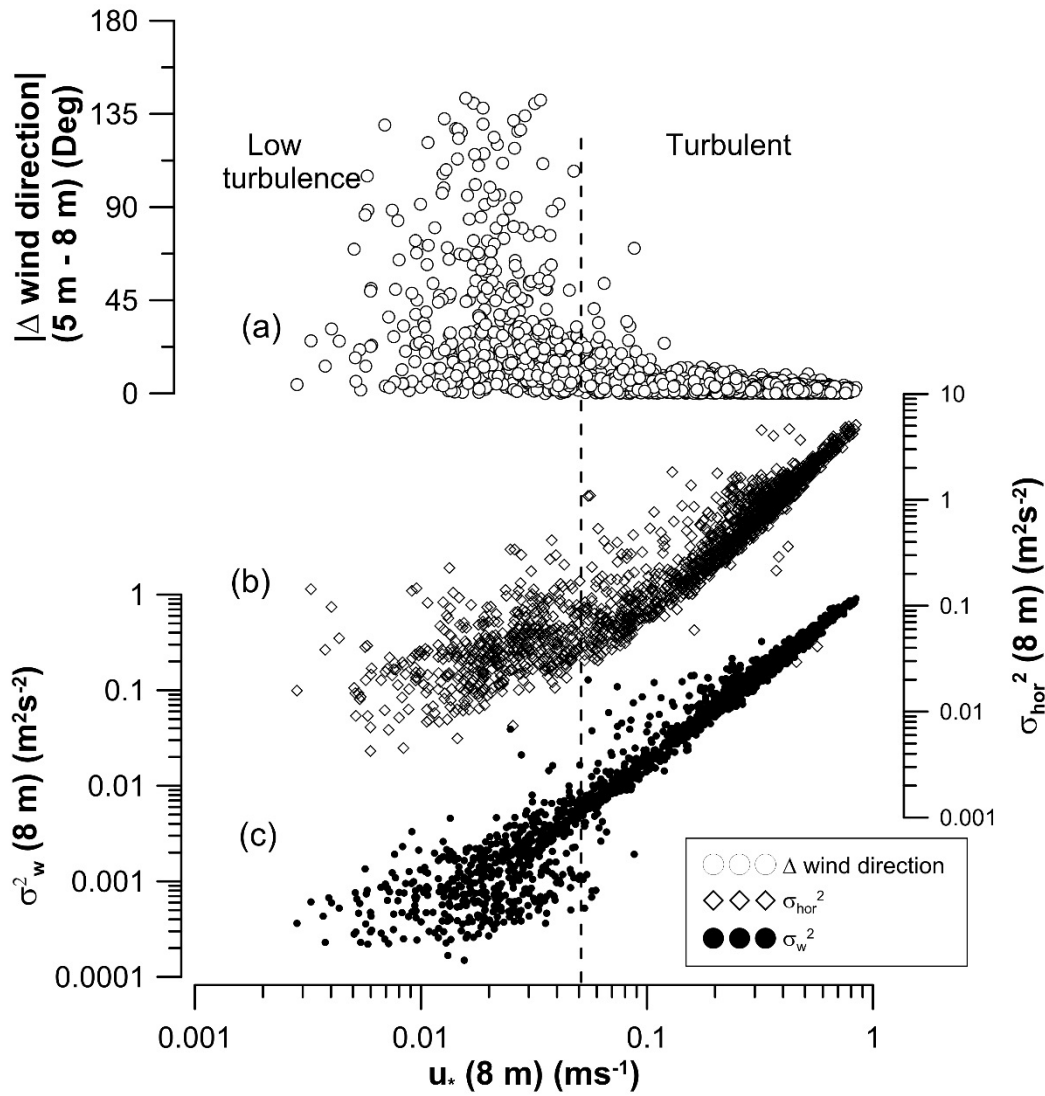 180
135
90
45
0
|Δ wind direction|
(5 m - 8 m) (Deg)
Low
turbulence
Turbulent
(a)
10
1
0.1
0.01
0.001
σhor² (8 m) (m²s⁻²)
(b)
1
0.1
0.01
0.001
0.0001
σ²w (8 m) (m²s⁻²)
(c)
Δ wind direction
σhor²
σw²
0.001
0.01
0.1
1
u* (8 m) (ms⁻¹)